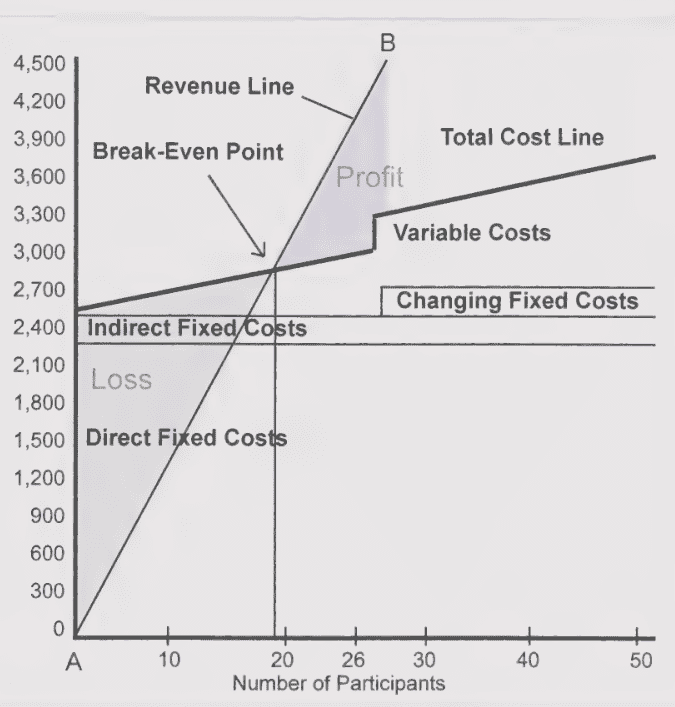 B
4,500
Revenue Line
4,200
3,900
Total Cost Line
Break-Even Point
3,600
Profit
3,300
Variable Costs
3,000
2,700
Changing Fixed Costs
2,400
Indirect Fixed Costs
2,100
Loss
1,800
1,500
Direct Fixed Costs
1,200
900
600
300
0
A
10 20 26 30 40 50
Number of Participants